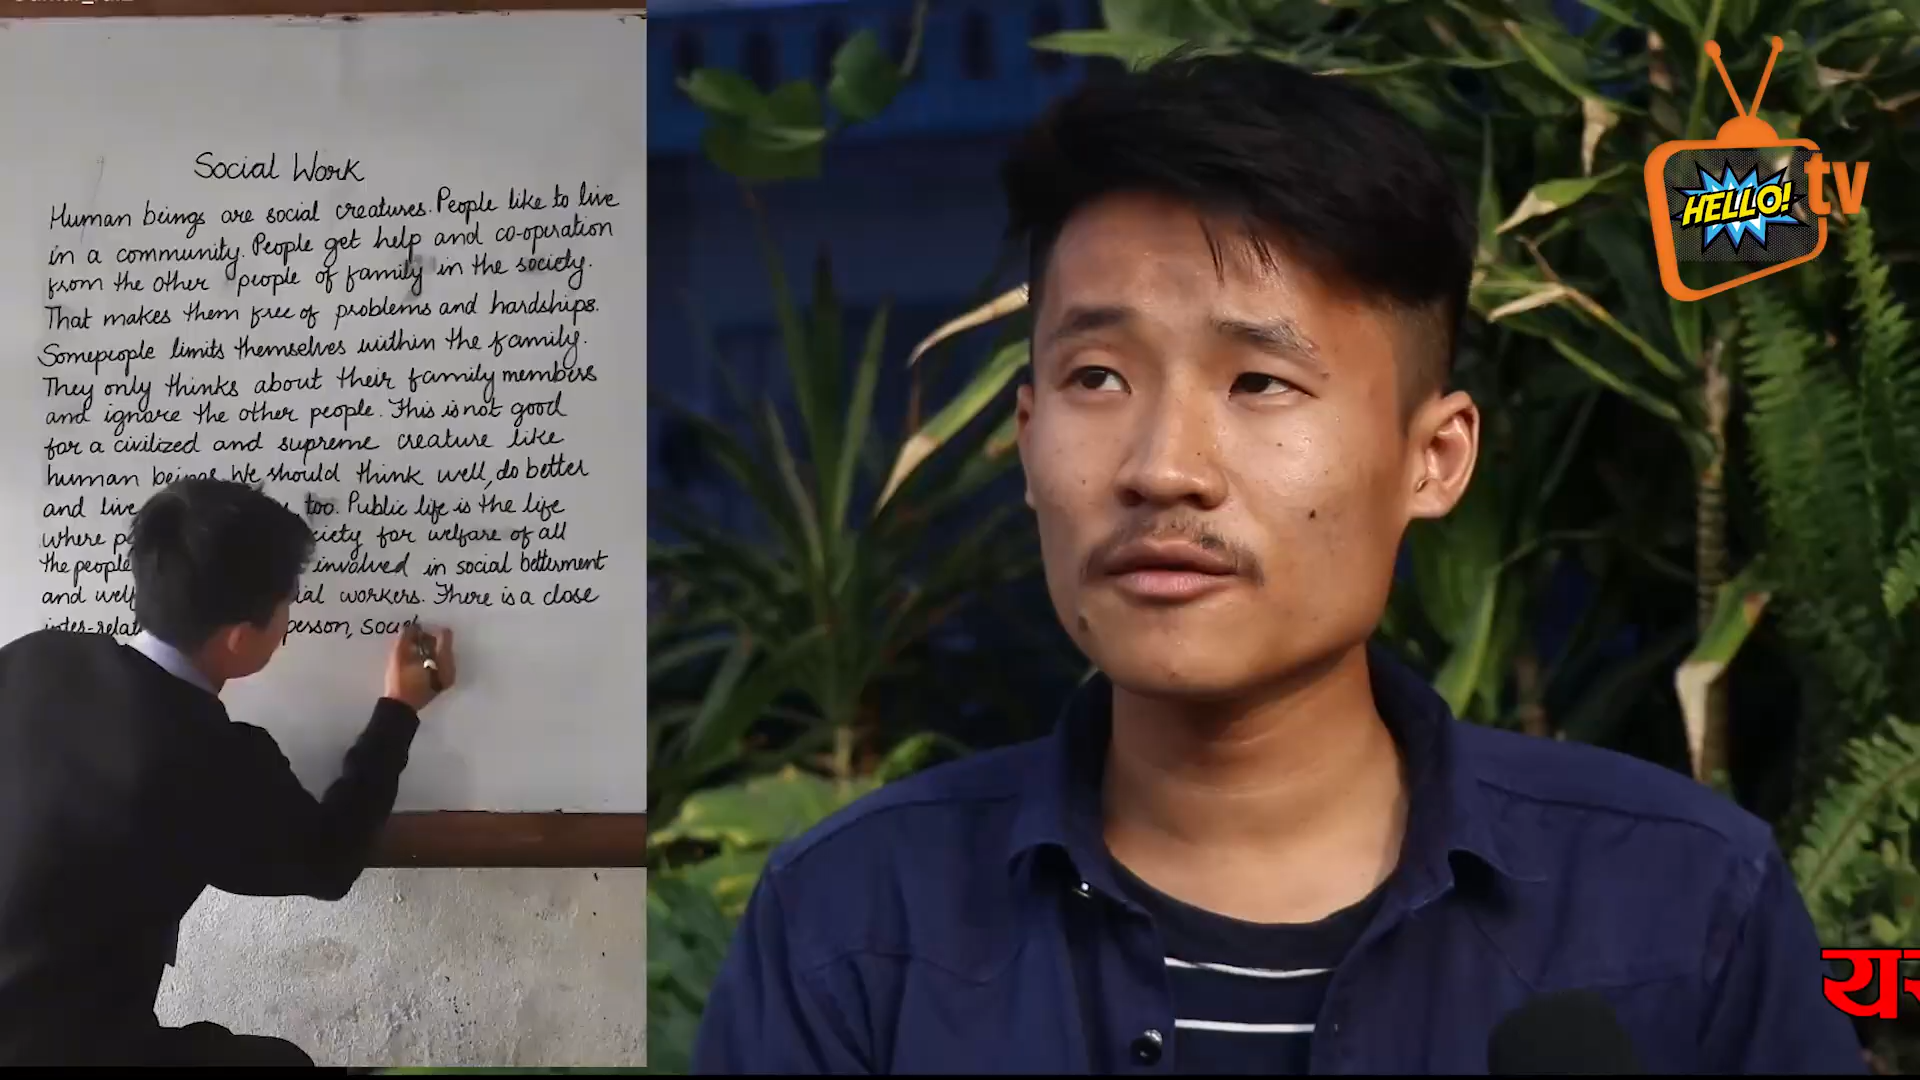 Social Work
Human beings are social creatures. People like to live
in a community. People get help and co-operation
from the other people of family in the society.
That makes them free of problems and hardships.
Somepeople limits themselves within the family.
They only thinks about their family members
and ignore the other people. This is not good
for a civilized and supreme creature like
human beings. We should think well, do better
and live too. Public life is the life
where for welfare of all
the people involved in social betterment
and workers. There is a close
person,
HELLO!
tv